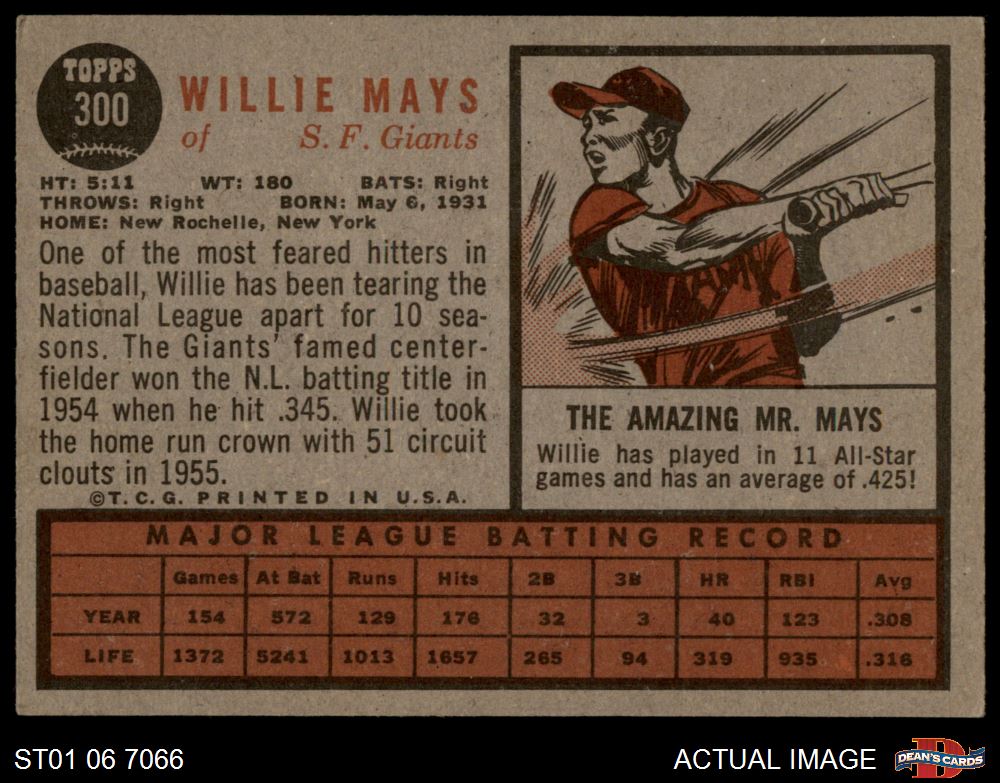 TOPPS
300
WILLIE MAYS
of S. F. Giants
HT: 5:11 WT: 180 BATS: Right
THROWS: Right BORN: May 6, 1931
HOME: New Rochelle, New York
One of the most feared hitters in
baseball, Willie has been tearing the
National League apart for 10 sea-
sons. The Giants' famed center-
fielder won the N.L. batting title in
1954 when he hit .345. Willie took
the home run crown with 51 circuit
clouts in 1955.
©T.C.G. PRINTED IN U.S.A.
THE AMAZING MR. MAYS
Willie has played in 11 All-Star
games and has an average of .425!
MAJOR LEAGUE BATTING RECORD
Games At Bat Runs Hits 2B 3B HR RBI Avg
YEAR 154 572 129 176 32 3 40 123 .308
LIFE 1372 5241 1013 1657 265 94 319 935 .316
ST01 06 7066
ACTUAL IMAGE
D
DEAN'S CARDS